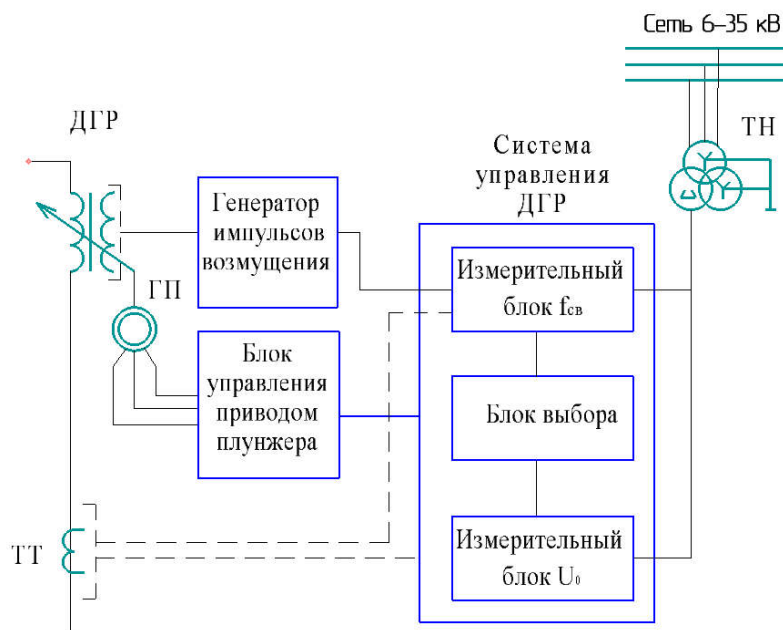 Сеть 6–35 кВ
ДГР
ТН
Система
управления
ДГР
Генератор
импульсов
возмущения
Измерительный
блок fсв
ГП
Блок
управления
приводом
плунжера
Блок выбора
ТТ
Измерительный
блок U0